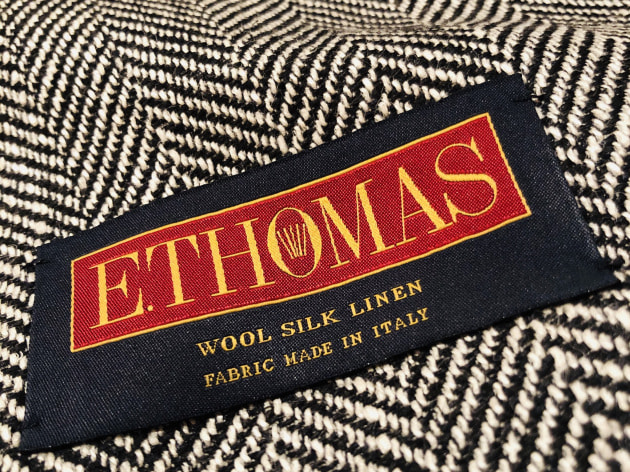 E.THOMAS
WOOL SILK LINEN
FABRIC MADE IN ITALY